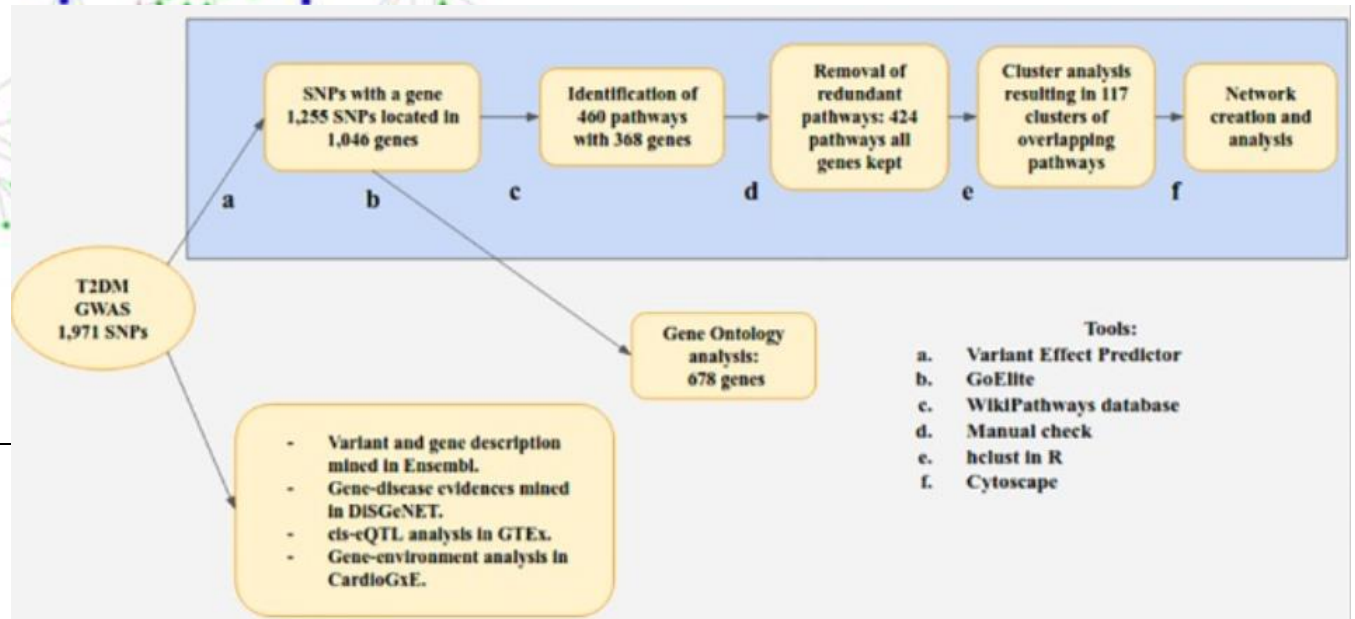 SNPs with a gene
1,255 SNPs located in
1,046 genes
Identification of
460 pathways
with 368 genes
Removal of
redundant
pathways: 424
pathways all
genes kept
Cluster analysis
resulting in 117
clusters of
overlapping
pathways
Network
creation and
analysis
a
b
c
d
e
f
T2DM
GWAS
1,971 SNPs
Gene Ontology
analysis:
678 genes
- Variant and gene description
mined in Ensembl.
- Gene-disease evidences mined
in DisGeNET.
- cis-eQTL analysis in GTEx.
- Gene-environment analysis in
CardioGxE.
Tools:
a. Variant Effect Predictor
b. GoElite
c. WikiPathways database
d. Manual check
e. hclust in R
f. Cytoscape